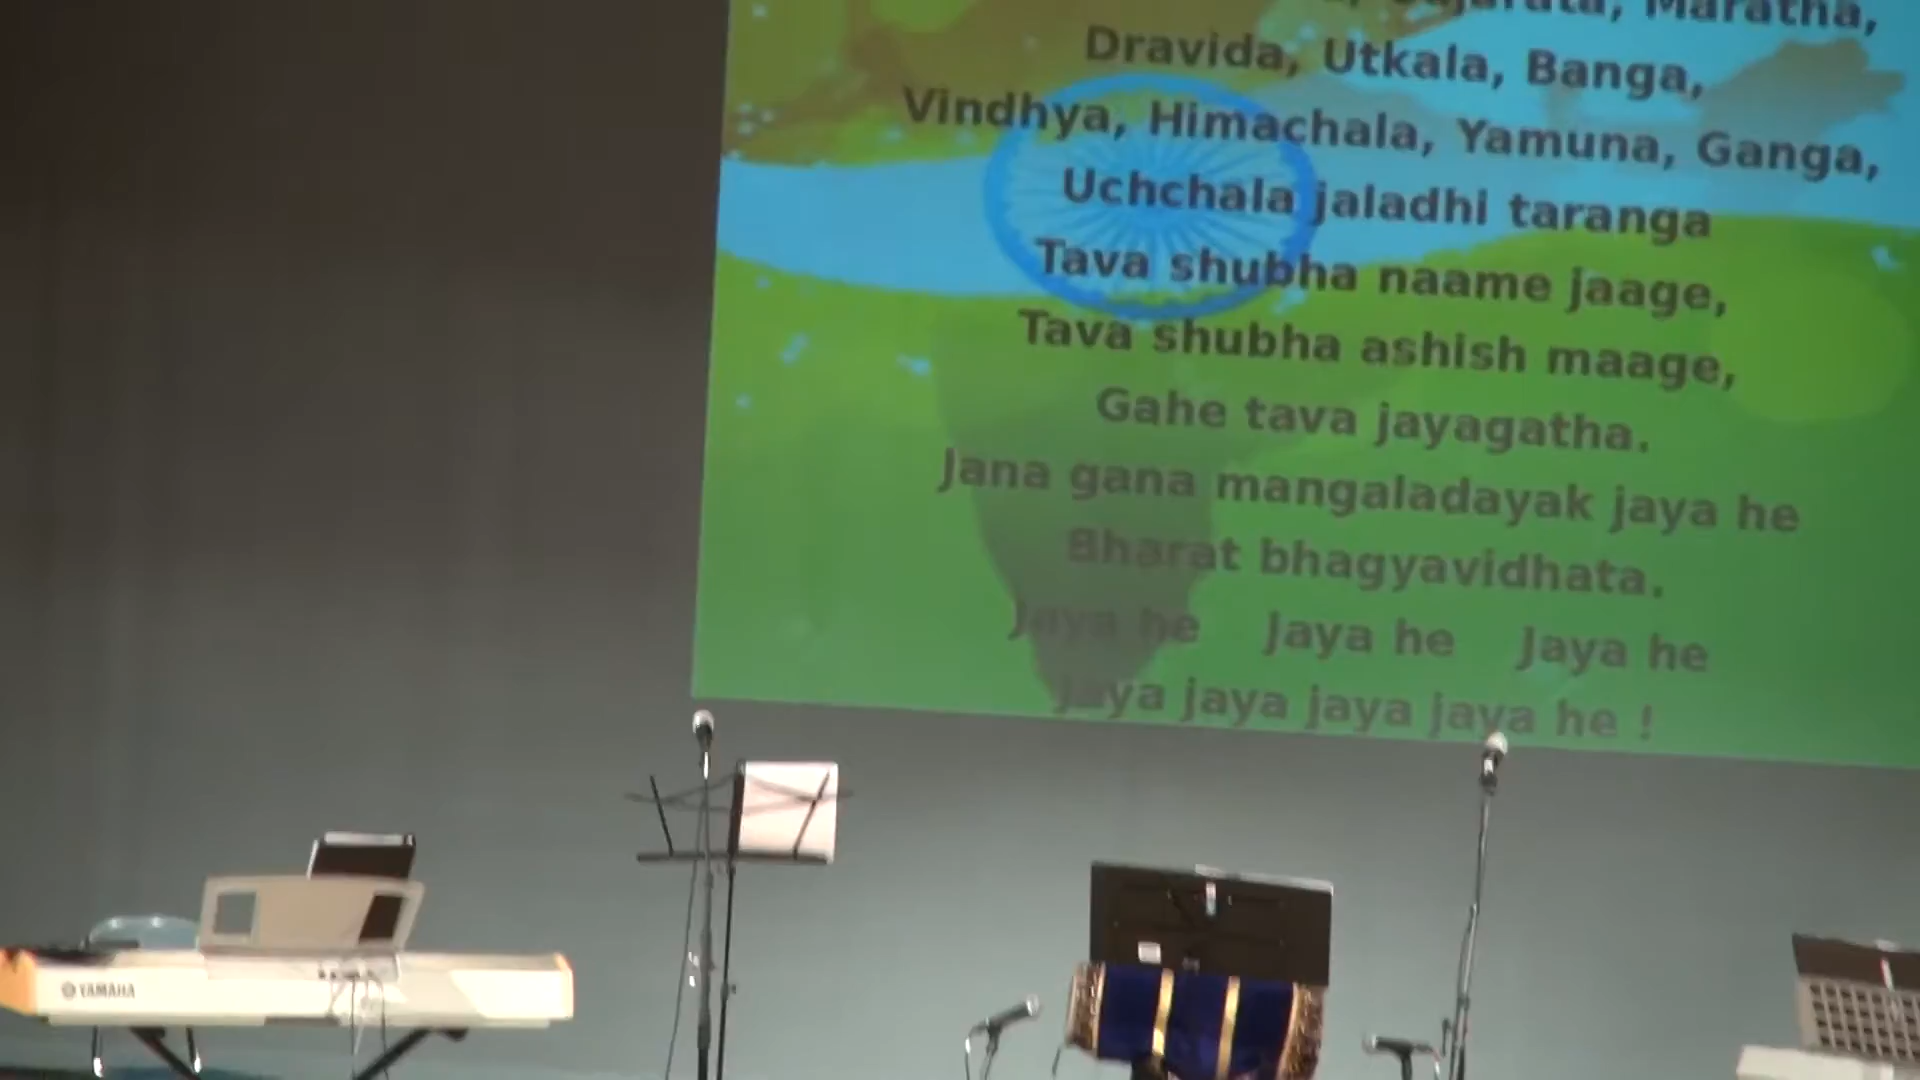 Gujarata, Maratha,
Dravida, Utkala, Banga,
Vindhya, Himachala, Yamuna, Ganga,
Uchchala jaladhi taranga
Tava shubha naame jaage,
Tava shubha ashish maage,
Gahe tava jayagatha.
Jana gana mangaladayak jaya he
Bharat bhagyavidhata.
Jaya he Jaya he Jaya he
Jaya jaya jaya jaya he !
YAMAHA